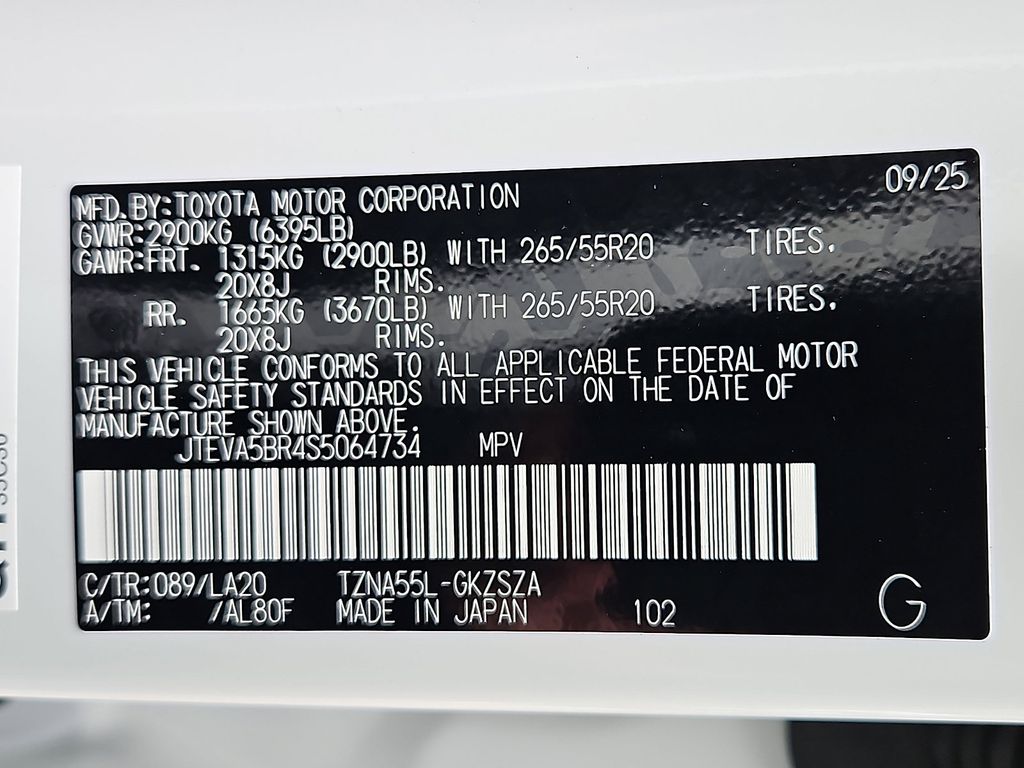 09/25
MFD.BY:TOYOTA MOTOR CORPORATION
GVWR:2900KG (6395LB)
GAWR:FRT. 1315KG (2900LB) WITH 265/55R20 TIRES,
20X8J RIMS.
RR. 1665KG (3670LB) WITH 265/55R20 TIRES,
20X8J RIMS.
THIS VEHICLE CONFORMS TO ALL APPLICABLE FEDERAL MOTOR
VEHICLE SAFETY STANDARDS IN EFFECT ON THE DATE OF
MANUFACTURE SHOWN ABOVE.
JTEVA5BR4S5064734 MPV
C/TR:089/LA20 TZNA55L-GKZSZA
A/TM: /AL80F MADE IN JAPAN 102
G